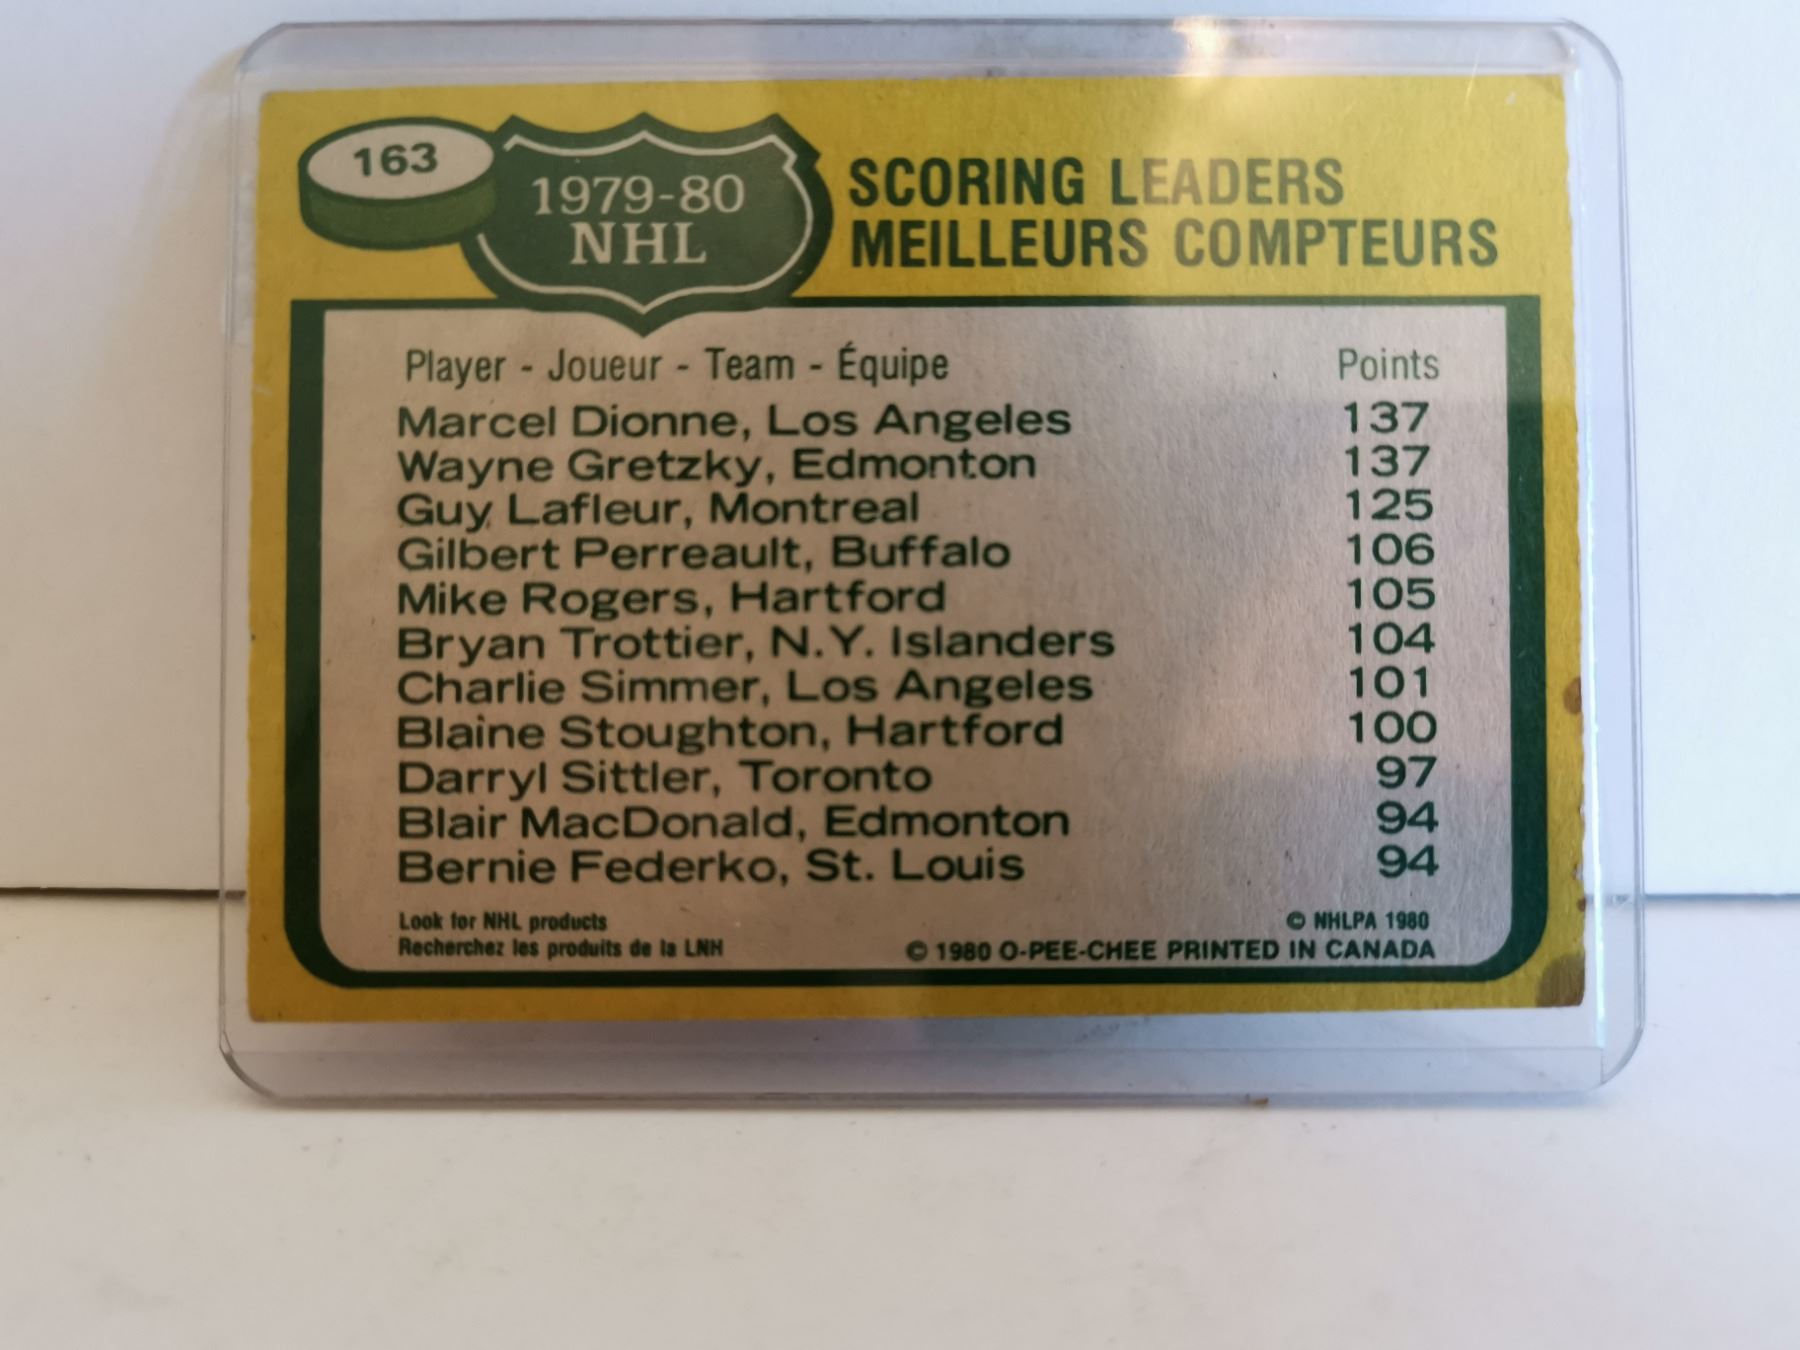 163
1979-80
NHL
SCORING LEADERS
MEILLEURS COMPTEURS
Player - Joueur - Team - Équipe Points
Marcel Dionne, Los Angeles 137
Wayne Gretzky, Edmonton 137
Guy Lafleur, Montreal 125
Gilbert Perreault, Buffalo 106
Mike Rogers, Hartford 105
Bryan Trottier, N.Y. Islanders 104
Charlie Simmer, Los Angeles 101
Blaine Stoughton, Hartford 100
Darryl Sittler, Toronto 97
Blair MacDonald, Edmonton 94
Bernie Federko, St. Louis 94
Look for NHL products © NHLPA 1980
Recherchez les produits de la LNH © 1980 O-PEE-CHEE PRINTED IN CANADA